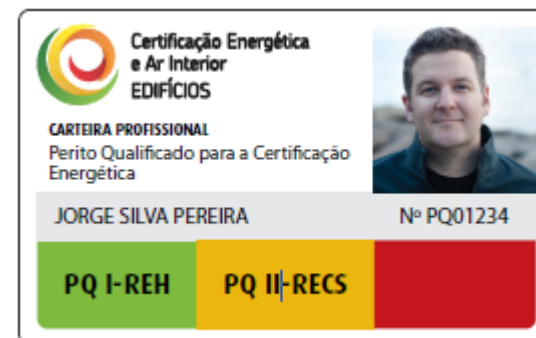 Certificação Energética
e Ar Interior
EDIFÍCIOS
CARTEIRA PROFISSIONAL
Perito Qualificado para a Certificação
Energética
JORGE SILVA PEREIRA Nº PQ01234
PQ I-REH PQ II-RECS